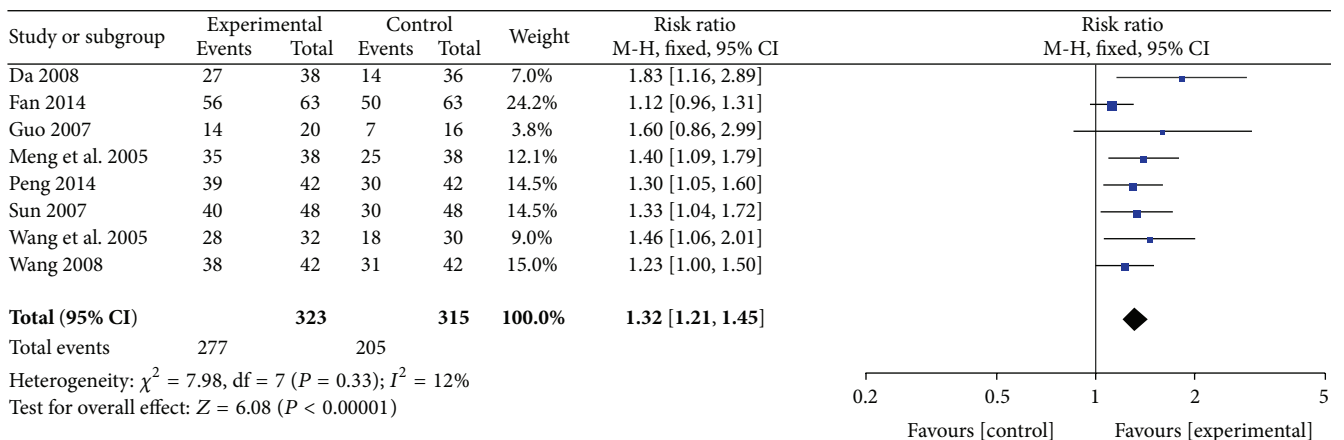 Study or subgroup Experimental Control Weight Risk ratio Risk ratio
Events Total Events Total M-H, fixed, 95% CI M-H, fixed, 95% CI
Da 2008 27 38 14 36 7.0% 1.83 [1.16, 2.89]
Fan 2014 56 63 50 63 24.2% 1.12 [0.96, 1.31]
Guo 2007 14 20 7 16 3.8% 1.60 [0.86, 2.99]
Meng et al. 2005 35 38 25 38 12.1% 1.40 [1.09, 1.79]
Peng 2014 39 42 30 42 14.5% 1.30 [1.05, 1.60]
Sun 2007 40 48 30 48 14.5% 1.33 [1.04, 1.72]
Wang et al. 2005 28 32 18 30 9.0% 1.46 [1.06, 2.01]
Wang 2008 38 42 31 42 15.0% 1.23 [1.00, 1.50]
Total (95% CI) 323 315 100.0% 1.32 [1.21, 1.45]
Total events 277 205
Heterogeneity: χ² = 7.98, df = 7 (P = 0.33); I² = 12%
Test for overall effect: Z = 6.08 (P < 0.00001)
0.2 0.5 1 2 5
Favours [control] Favours [experimental]